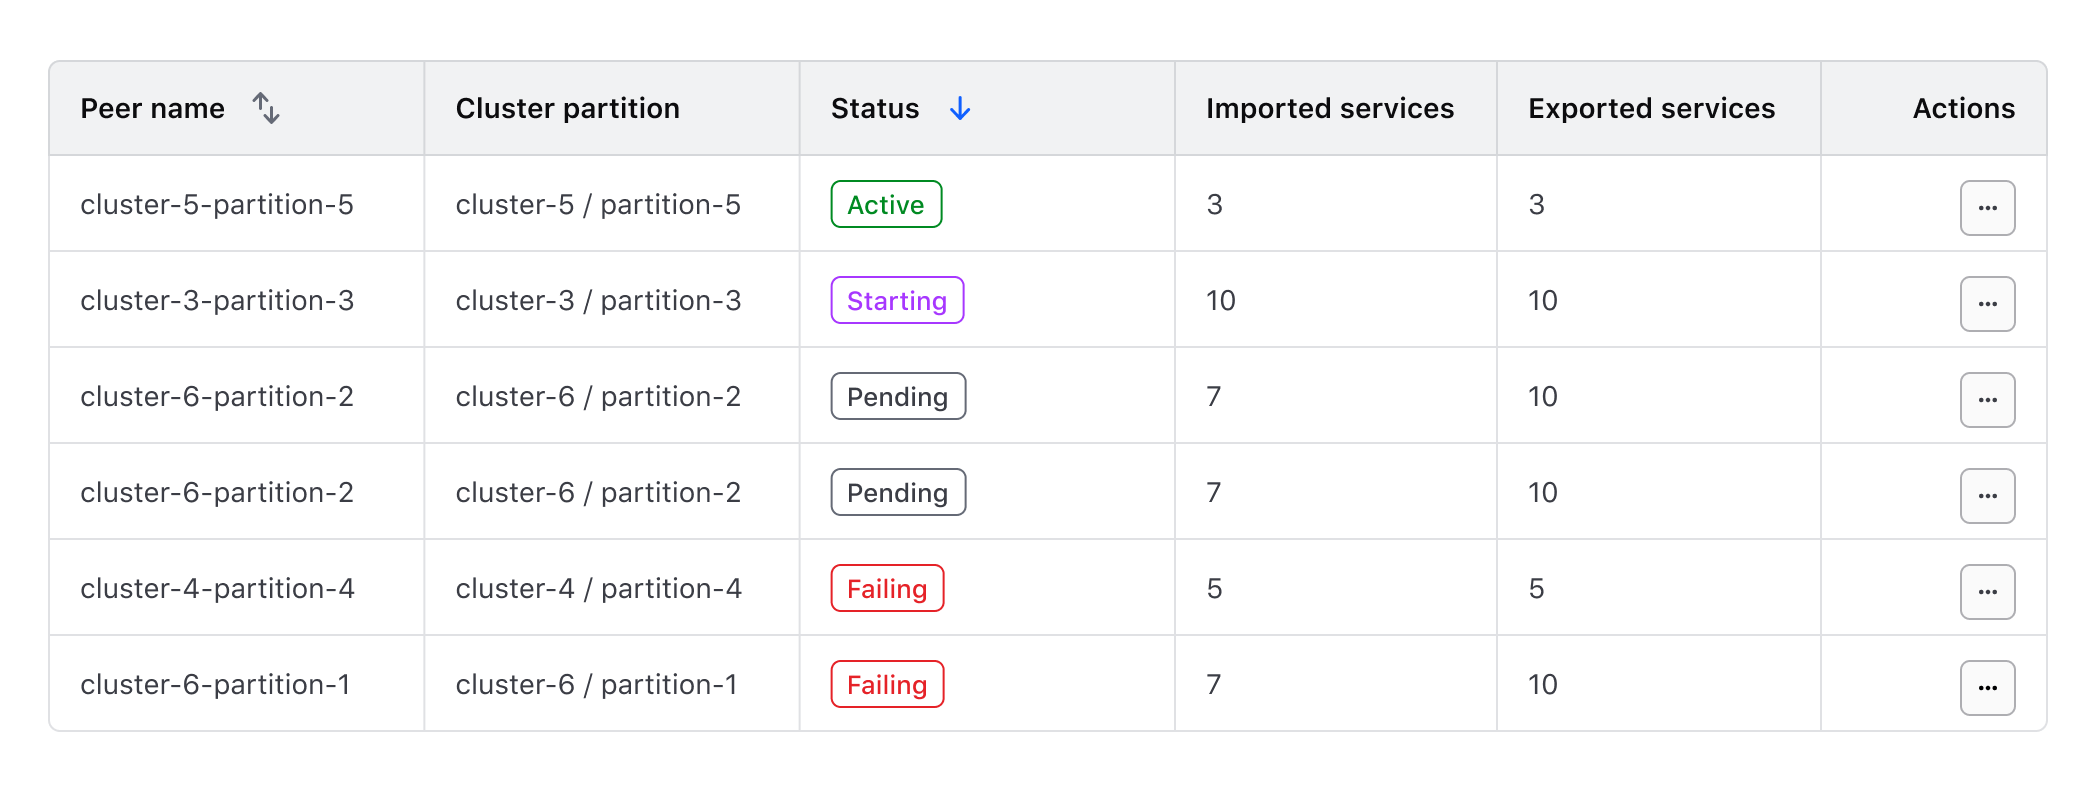 Peer name Cluster partition Status Imported services Exported services Actions
cluster-5-partition-5 cluster-5 / partition-5 Active 3 3 ...
cluster-3-partition-3 cluster-3 / partition-3 Starting 10 10 ...
cluster-6-partition-2 cluster-6 / partition-2 Pending 7 10 ...
cluster-6-partition-2 cluster-6 / partition-2 Pending 7 10 ...
cluster-4-partition-4 cluster-4 / partition-4 Failing 5 5 ...
cluster-6-partition-1 cluster-6 / partition-1 Failing 7 10 ...